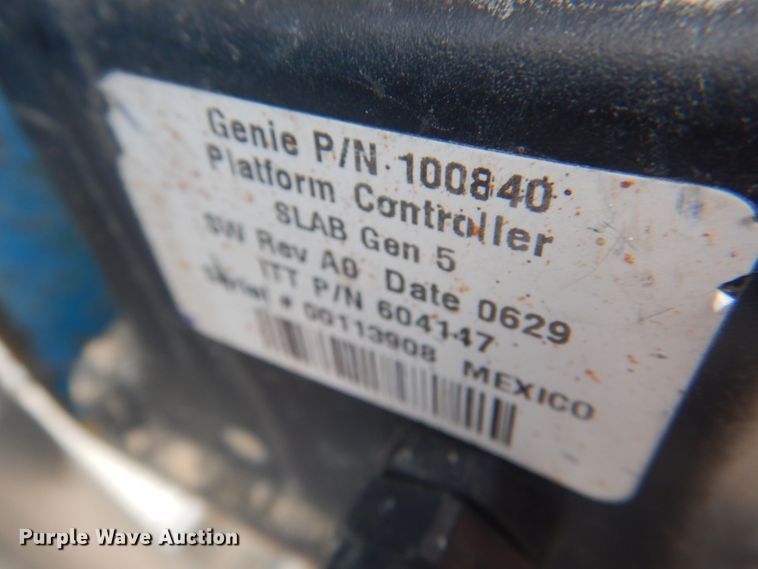 Genie P/N 100840
Platform Controller
SLAB Gen 5
SW Rev A0 Date 0629
ITT P/N 604147
Serial # 00113908 MEXICO
Purple Wave Auction